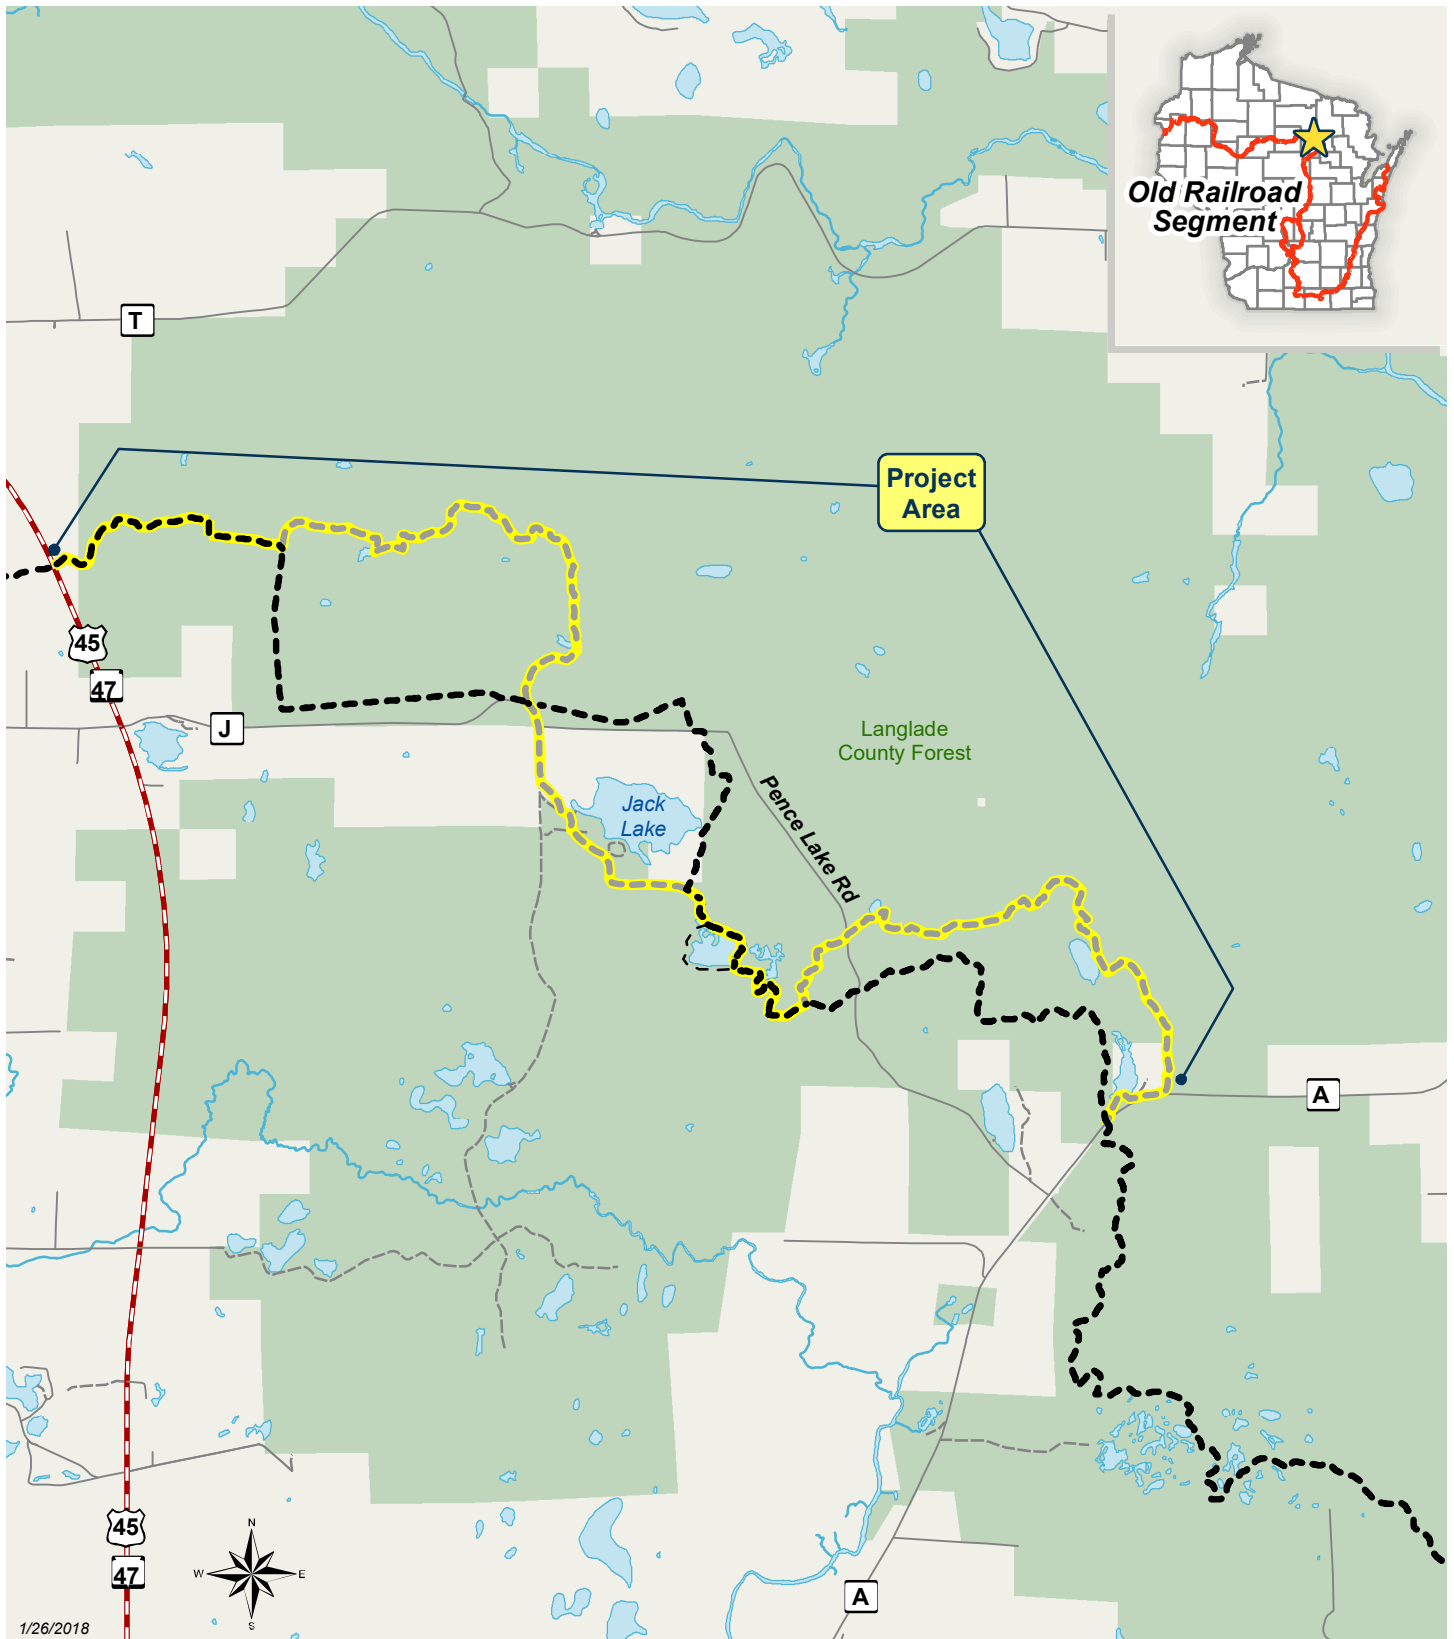 Old Railroad
Segment
T
Project
Area
45
47
J
Langlade
County Forest
Jack
Lake
Pence Lake Rd
A
45
47
N
W
E
S
A
1/26/2018